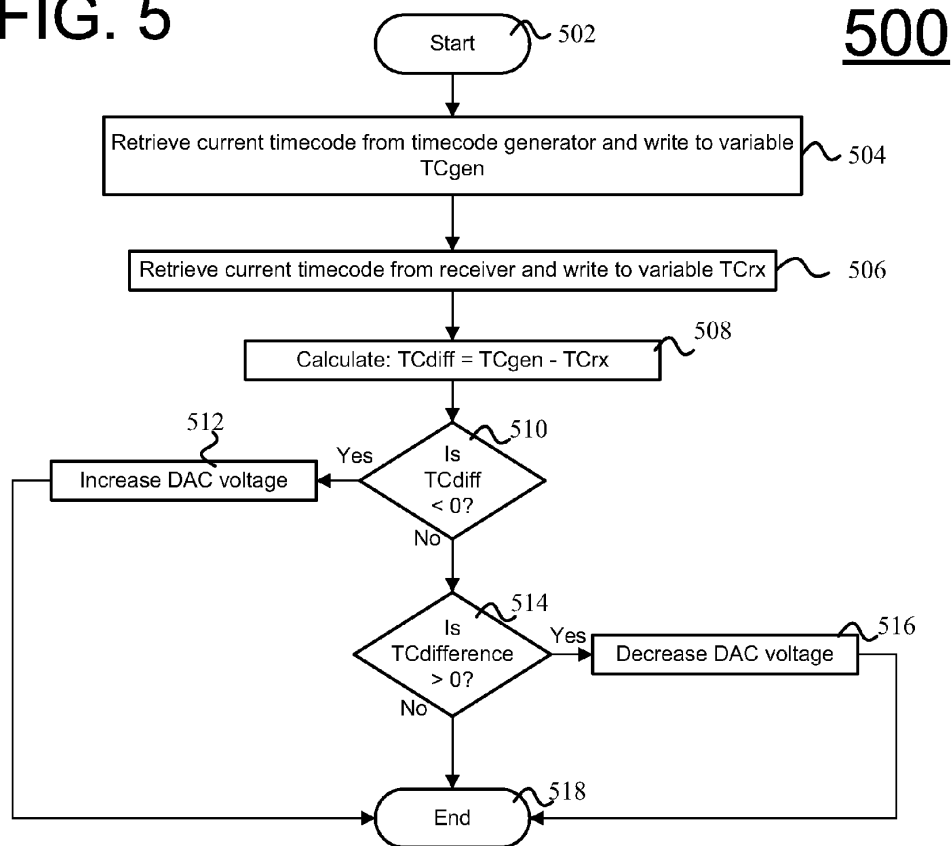 FIG. 5
500
Start
502
Retrieve current timecode from timecode generator and write to variable
TCgen
504
Retrieve current timecode from receiver and write to variable TCrx
506
Calculate: TCdiff = TCgen - TCrx
508
512
Increase DAC voltage
Yes
Is
TCdiff
< 0?
510
No
Is
TCdifference
> 0?
514
Yes
Decrease DAC voltage
516
No
End
518